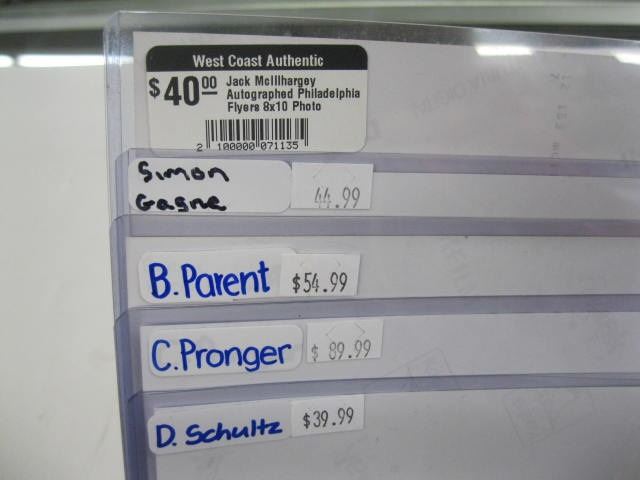 West Coast Authentic
$40 00 Jack McIllhargey
Autographed Philadelphia
Flyers 8x10 Photo
2 100000 071135
Simon
Gagne
44.99
B. Parent $54.99
C. Pronger $ 89.99
D. Schultz $39.99